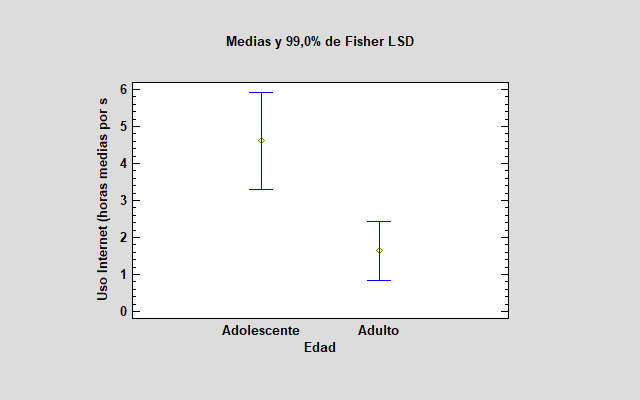 Medias y 99,0% de Fisher LSD
Uso Internet (horas medias por s
6
5
4
3
2
1
0
Adolescente
Adulto
Edad